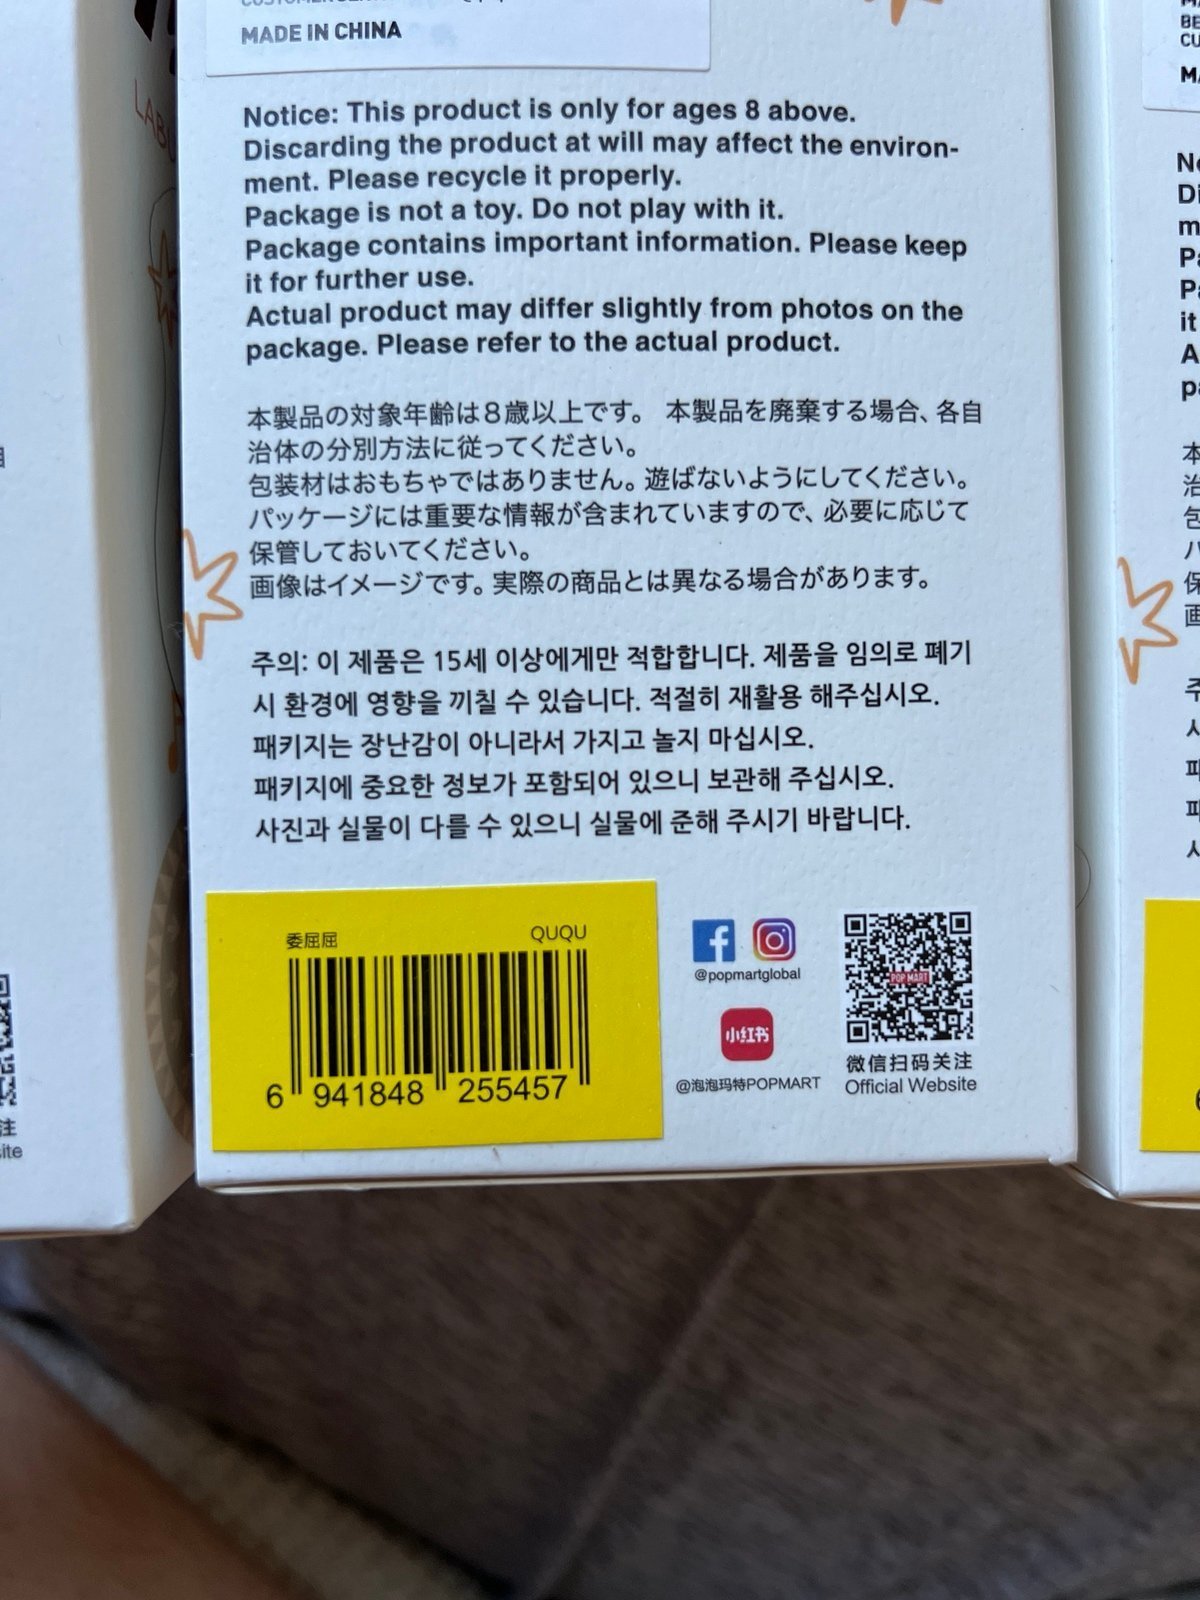 MADE IN CHINA
Notice: This product is only for ages 8 above.
Discarding the product at will may affect the environ-
ment. Please recycle it properly.
Package is not a toy. Do not play with it.
Package contains important information. Please keep
it for further use.
Actual product may differ slightly from photos on the
package. Please refer to the actual product.
本製品の対象年齢は8歳以上です。 本製品を廃棄する場合、各自
治体の分別方法に従ってください。
包装材はおもちゃではありません。遊ばないようにしてください。
パッケージには重要な情報が含まれていますので、必要に応じて
保管しておいてください。
画像はイメージです。実際の商品とは異なる場合があります。
주의: 이 제품은 15세 이상에게만 적합합니다. 제품을 임의로 폐기
시 환경에 영향을 끼칠 수 있습니다. 적절히 재활용 해주십시오.
패키지는 장난감이 아니라서 가지고 놀지 마십시오.
패키지에 중요한 정보가 포함되어 있으니 보관해 주십시오.
사진과 실물이 다를 수 있으니 실물에 준해 주시기 바랍니다.
委屈屈 QUQU
6 941848 255457
@popmartglobal
小红书
@泡泡玛特POPMART
POP MART
微信扫码关注
Official Website